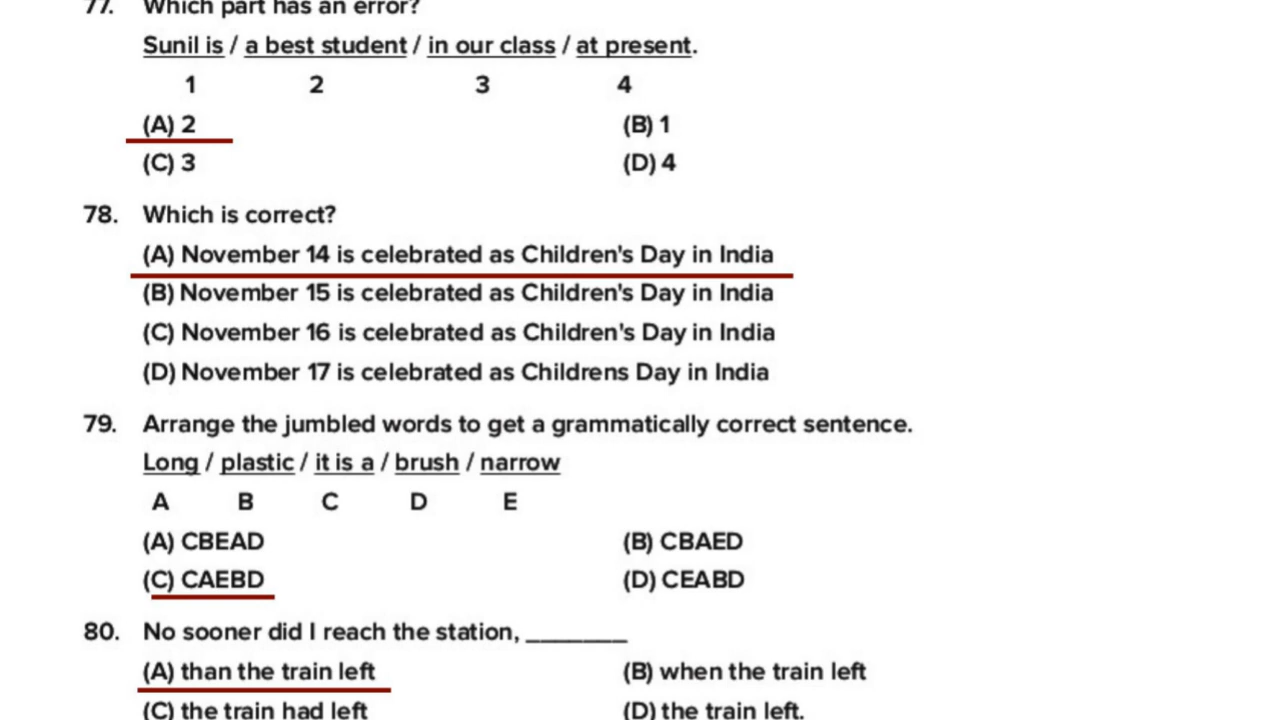 77. Which part has an error?
Sunil is / a best student / in our class / at present.
1 2 3 4
(A) 2 (B) 1
(C) 3 (D) 4
78. Which is correct?
(A) November 14 is celebrated as Children's Day in India
(B) November 15 is celebrated as Children's Day in India
(C) November 16 is celebrated as Children's Day in India
(D) November 17 is celebrated as Childrens Day in India
79. Arrange the jumbled words to get a grammatically correct sentence.
Long / plastic / it is a / brush / narrow
A B C D E
(A) CBEAD (B) CBAED
(C) CAEBD (D) CEABD
80. No sooner did I reach the station, _______
(A) than the train left (B) when the train left
(C) the train had left (D) the train left.